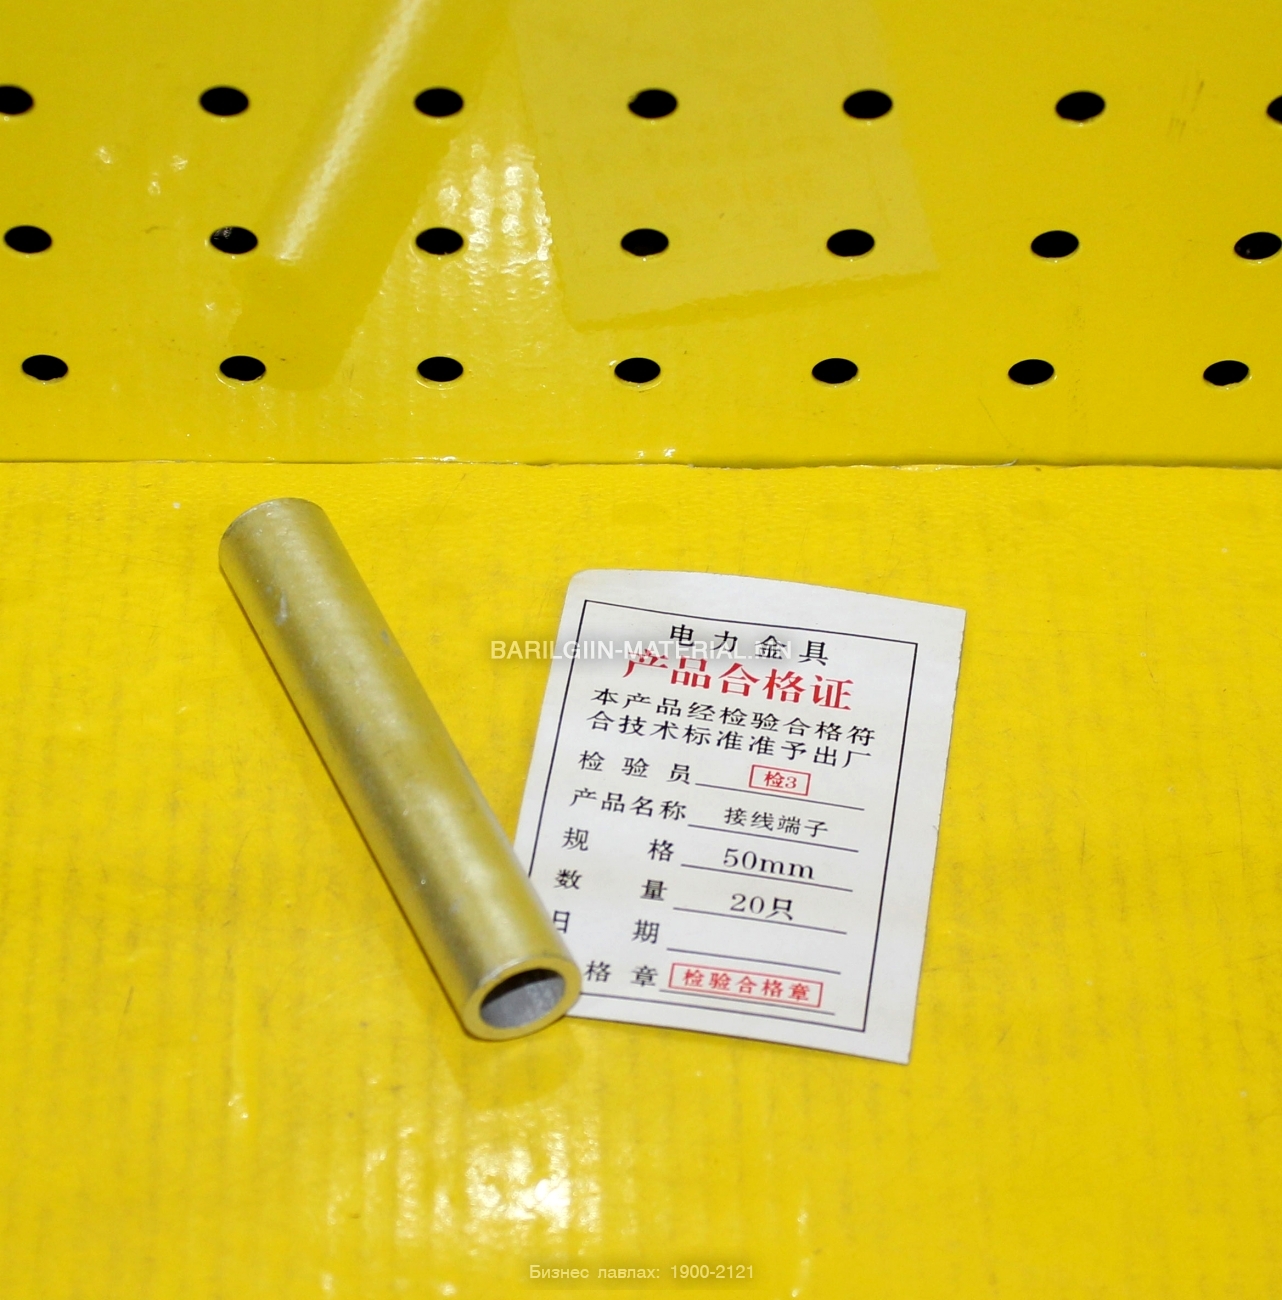 电力金具
BARILGIIN-MATERIAL.MN
产品合格证
本产品经检验合格符
合技术标准准予出厂
检验员 检3
产品名称 接线端子
规格 50mm
数量 20只
日期
格章 检验合格章
Бизнес лавлах: 1900-2121